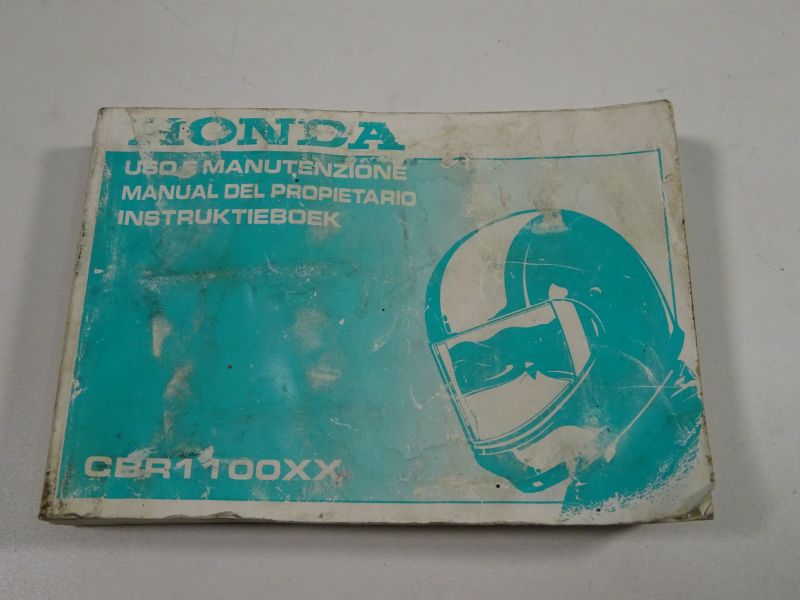 HONDA
USO E MANUTENZIONE
MANUAL DEL PROPIETARIO
INSTRUKTIEBOEK
CBR1100XX